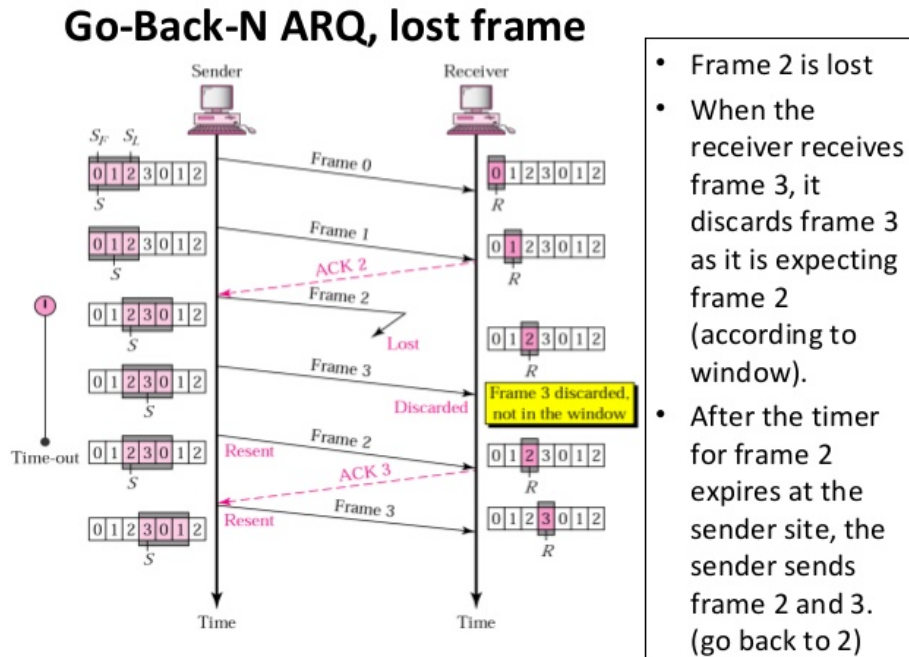 Go-Back-N ARQ, lost frame
Sender
Receiver
S_F S_L
0 1 2 3 0 1 2
S
Frame 0
0 1 2 3 0 1 2
R
0 1 2 3 0 1 2
S
Frame 1
0 1 2 3 0 1 2
R
ACK 2
0 1 2 3 0 1 2
S
Frame 2
Lost
0 1 2 3 0 1 2
R
0 1 2 3 0 1 2
S
Frame 3
Discarded
Frame 3 discarded,
not in the window
Time-out
0 1 2 3 0 1 2
S
Resent
Frame 2
0 1 2 3 0 1 2
R
ACK 3
0 1 2 3 0 1 2
S
Resent
Frame 3
0 1 2 3 0 1 2
R
Time
Time
• Frame 2 is lost
• When the
receiver receives
frame 3, it
discards frame 3
as it is expecting
frame 2
(according to
window).
• After the timer
for frame 2
expires at the
sender site, the
sender sends
frame 2 and 3.
(go back to 2)